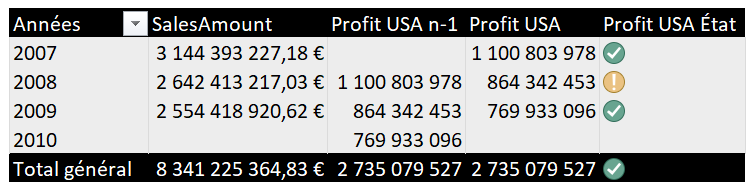 Années SalesAmount Profit USA n-1 Profit USA Profit USA État
2007 3 144 393 227,18 € 1 100 803 978
2008 2 642 413 217,03 € 1 100 803 978 864 342 453
2009 2 554 418 920,62 € 864 342 453 769 933 096
2010 769 933 096
Total général 8 341 225 364,83 € 2 735 079 527 2 735 079 527